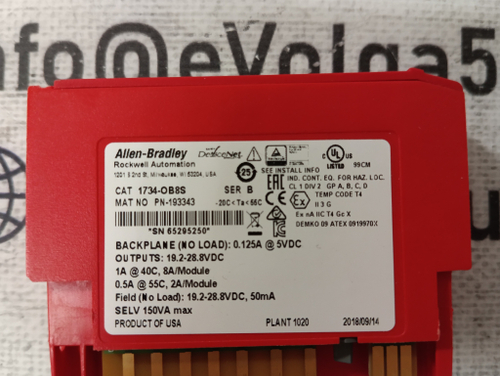 nfo@eVolga5
Allen-Bradley
Rockwell Automation
1201 S 2nd St, Milwaukee, WI 53204, USA
DeviceNet
CAT 1734-OB8S SER B
MAT NO PN-193343 -20C < Ta < 55C
*SN 65295250*
25
SEE INSTALL INFO
UL LISTED 99CM
IND. CONT. EQ. FOR HAZ. LOC.
CL 1 DIV 2 GP A, B, C, D
TEMP CODE T4
II 3 G
Ex nA IIC T4 Gc X
DEMKO 09 ATEX 0919970X
BACKPLANE (NO LOAD): 0.125A @ 5VDC
OUTPUTS: 19.2-28.8VDC
1A @ 40C, 8A/Module
0.5A @ 55C, 2A/Module
Field (No Load): 19.2-28.8VDC, 50mA
SELV 150VA max
PRODUCT OF USA PLANT 1020 2018/09/14